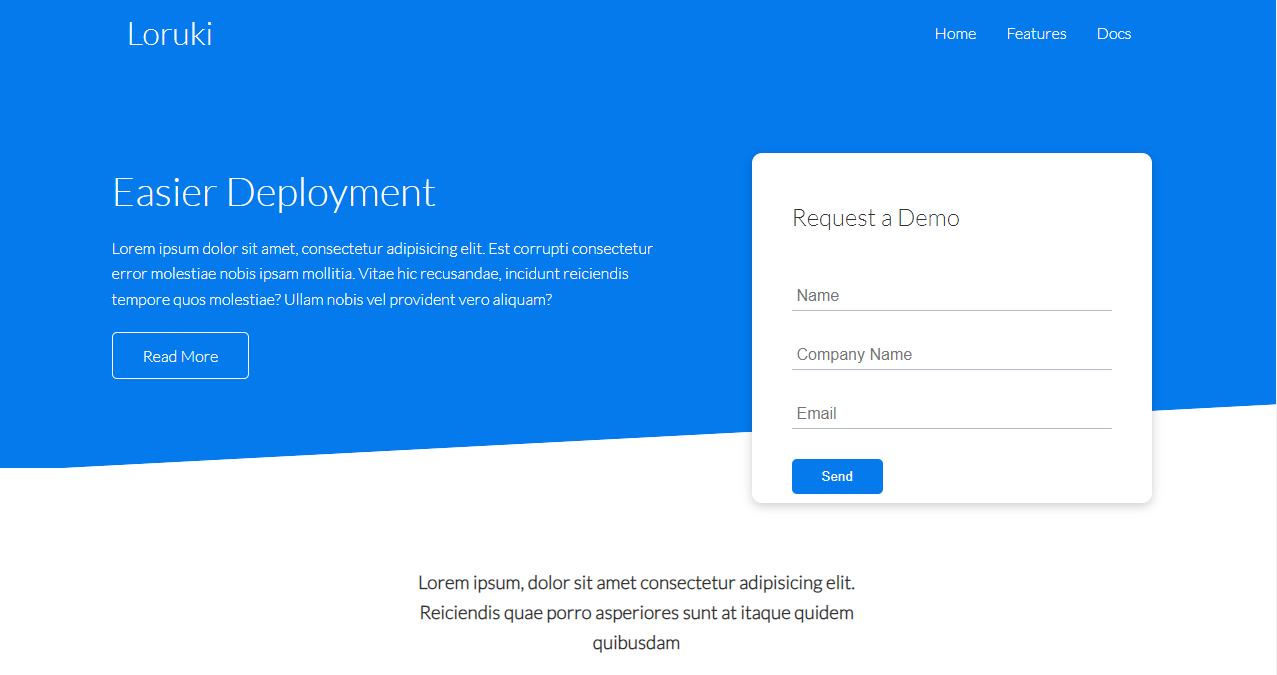 Loruki
Home Features Docs
Easier Deployment
Lorem ipsum dolor sit amet, consectetur adipisicing elit. Est corrupti consectetur
error molestiae nobis ipsam mollitia. Vitae hic recusandae, incidunt reiciendis
tempore quos molestiae? Ullam nobis vel provident vero aliquam?
Read More
Request a Demo
Name
Company Name
Email
Send
Lorem ipsum, dolor sit amet consectetur adipisicing elit.
Reiciendis quae porro asperiores sunt at itaque quidem
quibusdam